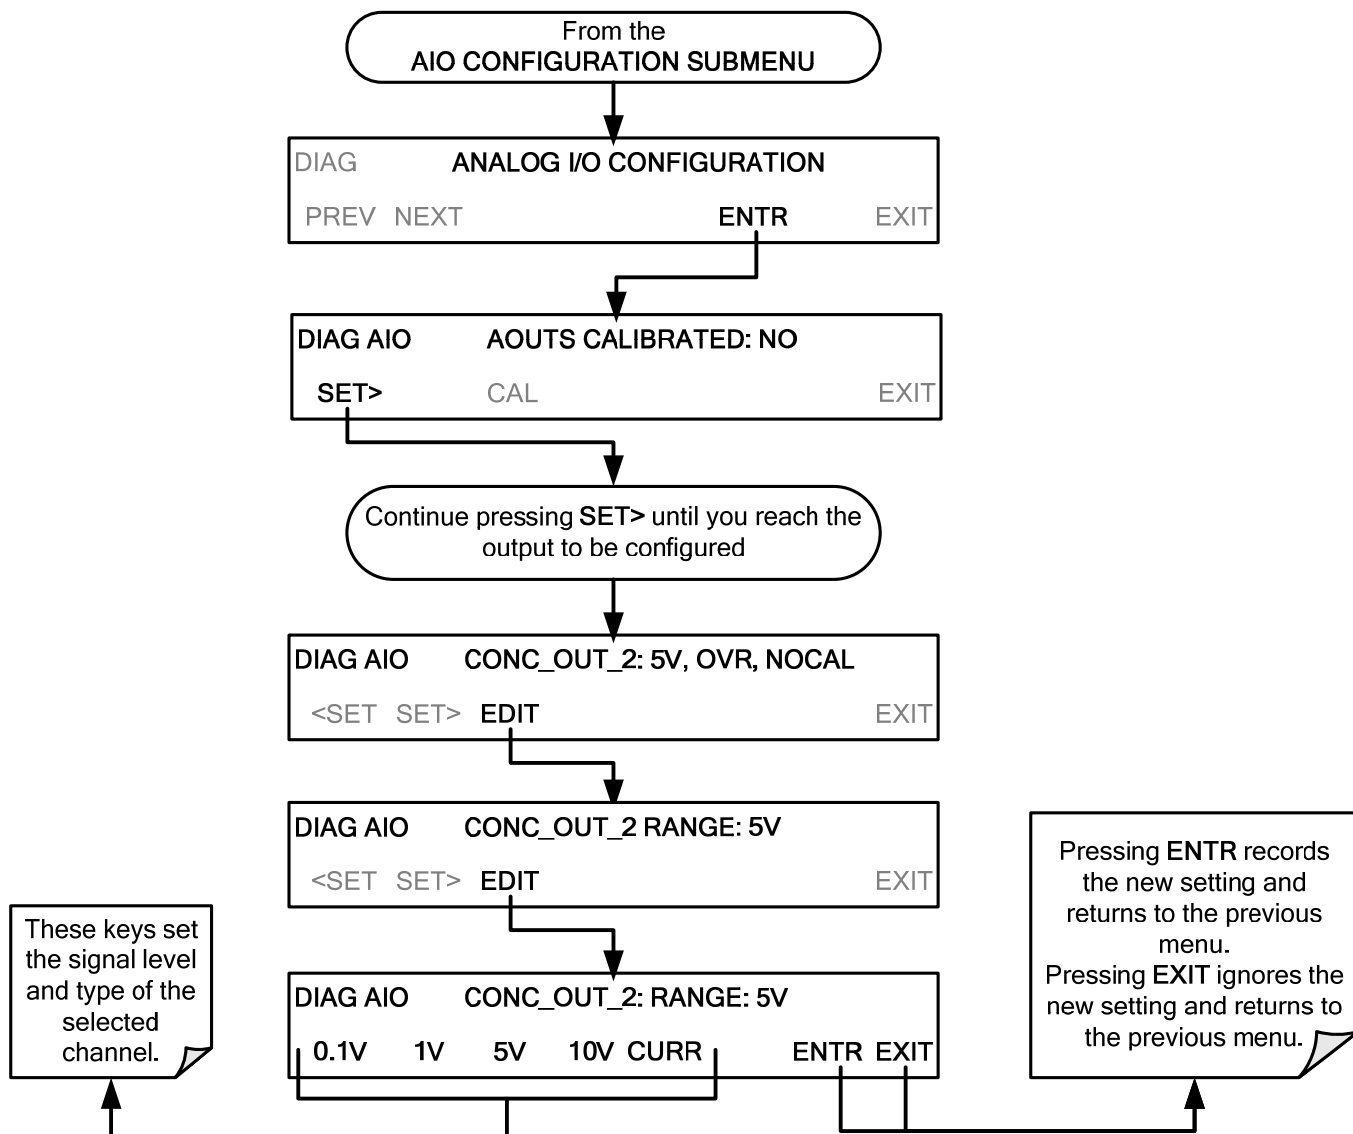 From the
AIO CONFIGURATION SUBMENU
DIAG ANALOG I/O CONFIGURATION
PREV NEXT ENTR EXIT
DIAG AIO AOUTS CALIBRATED: NO
SET> CAL EXIT
Continue pressing SET> until you reach the
output to be configured
DIAG AIO CONC_OUT_2: 5V, OVR, NOCAL
<SET SET> EDIT EXIT
DIAG AIO CONC_OUT_2 RANGE: 5V
<SET SET> EDIT EXIT
DIAG AIO CONC_OUT_2: RANGE: 5V
0.1V 1V 5V 10V CURR ENTR EXIT
These keys set
the signal level
and type of the
selected
channel.
Pressing ENTR records
the new setting and
returns to the previous
menu.
Pressing EXIT ignores the
new setting and returns to
the previous menu.